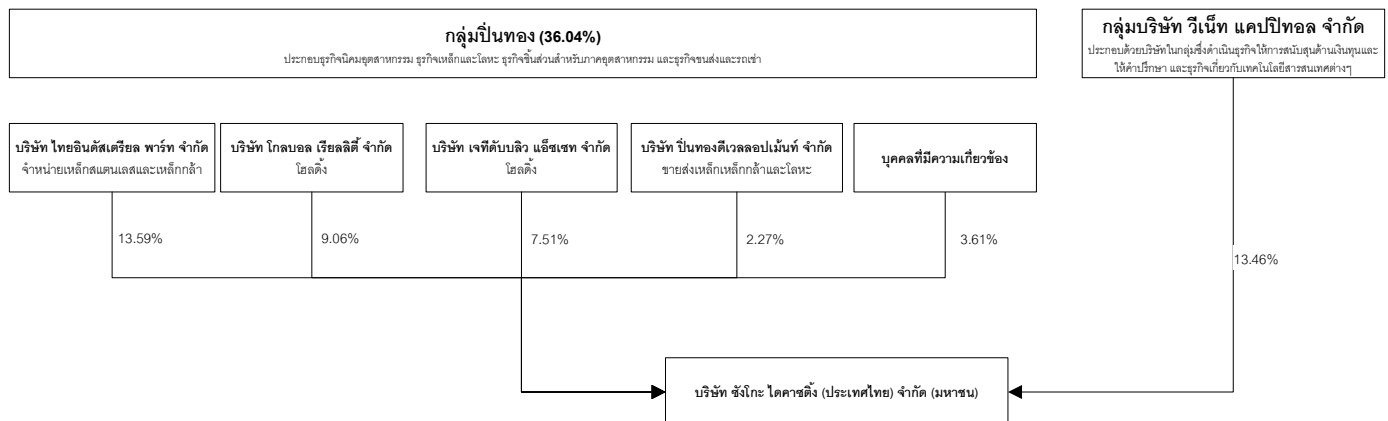 กลุ่มปิ่นทอง (36.04%)
ประกอบธุรกิจนิคมอุตสาหกรรม ธุรกิจเหล็กและโลหะ ธุรกิจชิ้นส่วนสำหรับภาคอุตสาหกรรม และธุรกิจขนส่งและรถเช่า
กลุ่มบริษัท วีเน็ท แคปปิทอล จำกัด
ประกอบด้วยบริษัทในกลุ่มซึ่งดำเนินธุรกิจให้การสนับสุนด้านเงินทุนและ
ให้คำปรึกษา และธุรกิจเกี่ยวกับเทคโนโลยีสารสนเทศต่างๆ
บริษัท ไทยอินดัสเตรียล พาร์ท จำกัด
จำหน่ายเหล็กสแตนเลสและเหล็กกล้า
บริษัท โกลบอล เรียลลิตี้ จำกัด
โฮลดิ้ง
บริษัท เจทีดับบลิว แอ็ซเซท จำกัด
โฮลดิ้ง
บริษัท ปิ่นทองดีเวลลอปเม้นท์ จำกัด
ขายส่งเหล็กเหล็กกล้าและโลหะ
บุคคลที่มีความเกี่ยวข้อง
13.59%
9.06%
7.51%
2.27%
3.61%
13.46%
บริษัท ซังโกะ ไดคาซติ้ง (ประเทศไทย) จำกัด (มหาชน)